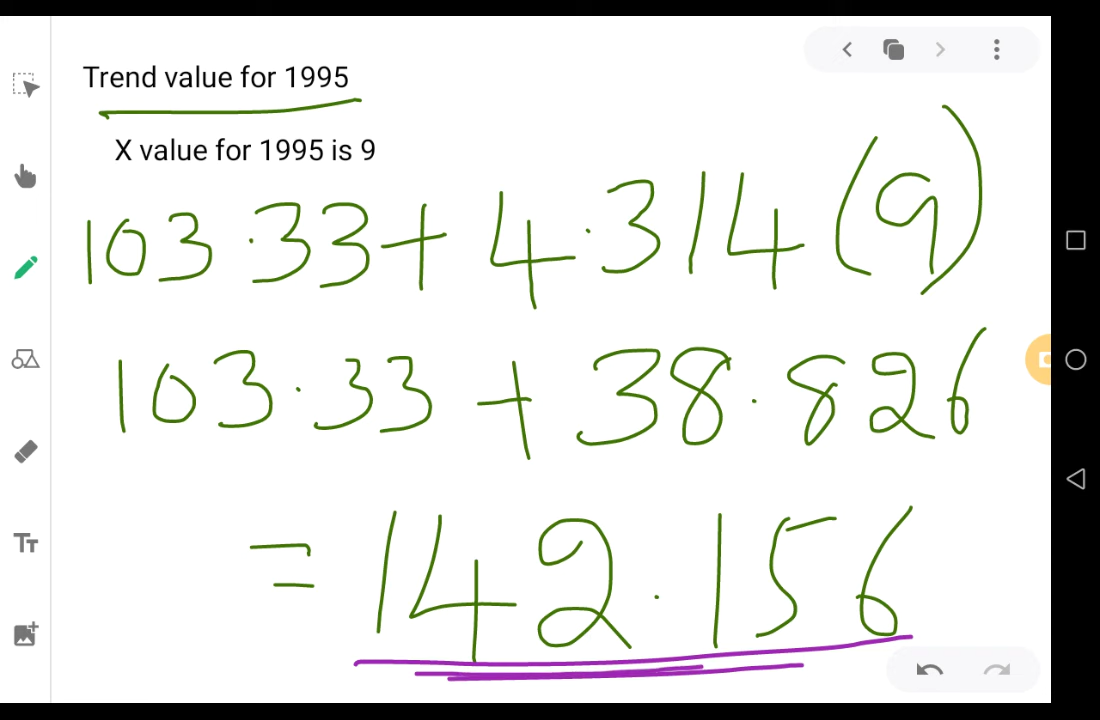 Trend value for 1995
X value for 1995 is 9
103.33+4.314(9)
103.33+38.826
=142.156
TT